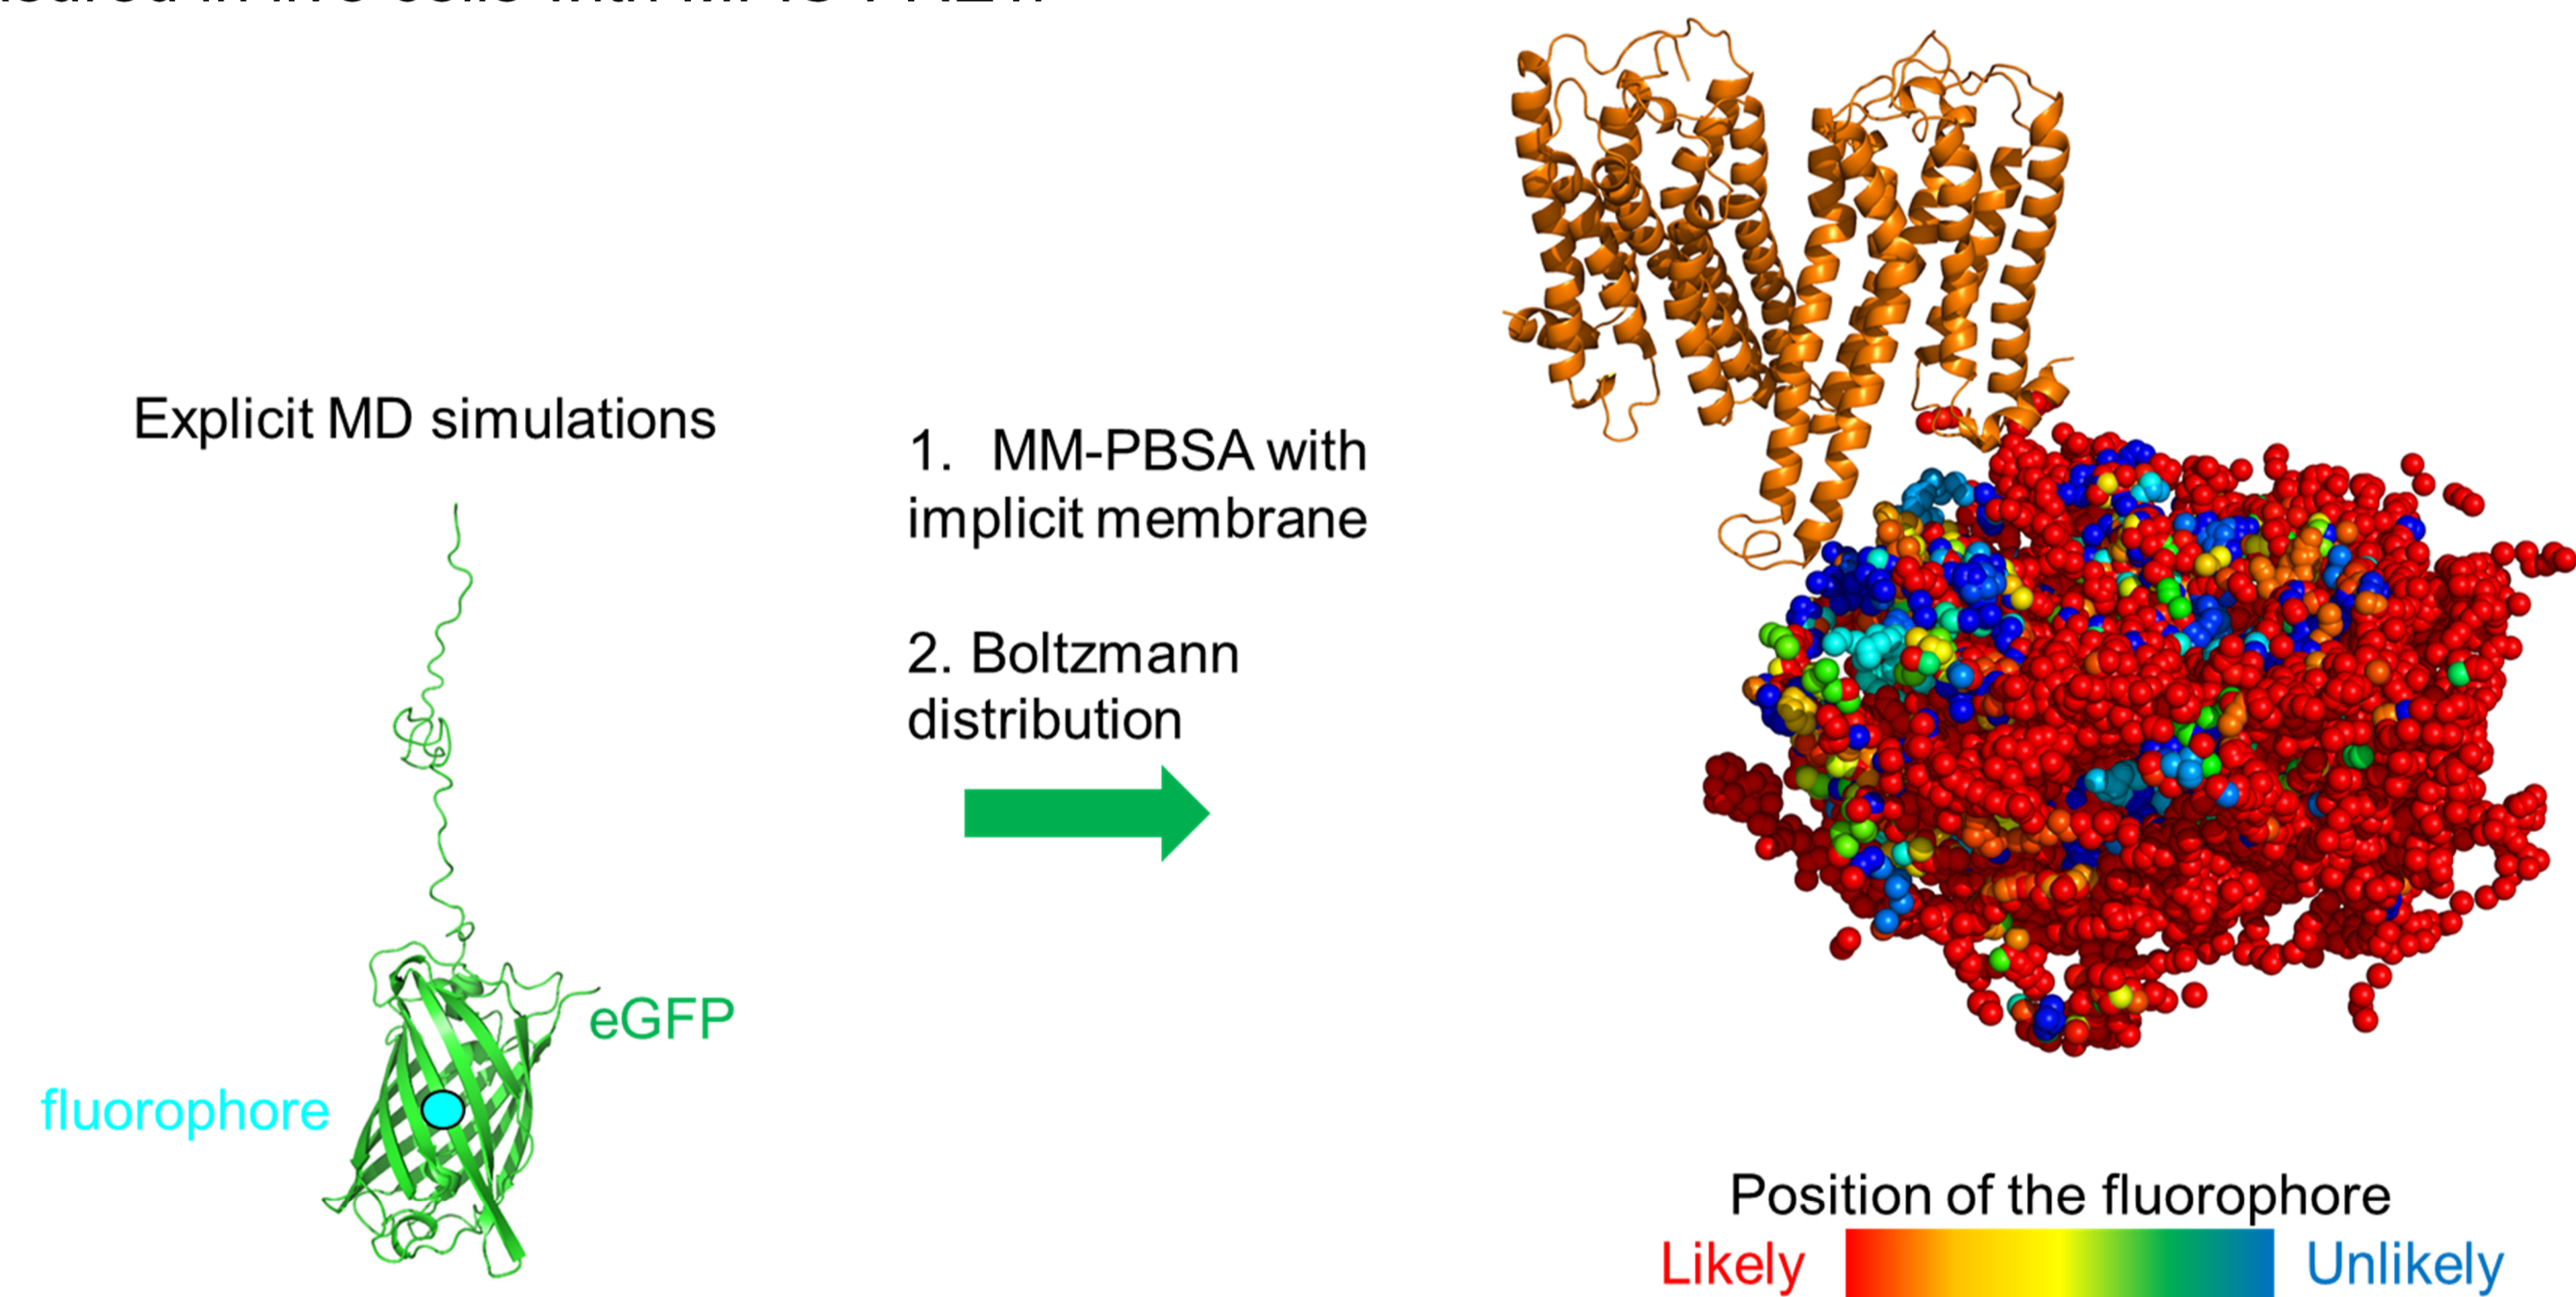 Explicit MD simulations
1. MM-PBSA with
implicit membrane
2. Boltzmann
distribution
eGFP
fluorophore
Position of the fluorophore
Likely
Unlikely